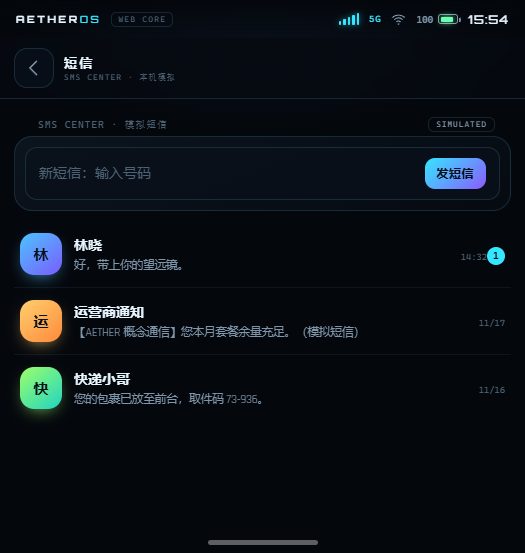 AETHEROS WEB CORE 5G 100 15:54
短信
SMS CENTER · 本机模拟
SMS CENTER · 模拟短信 SIMULATED
新短信：输入号码 发短信
林 林晓
好，带上你的望远镜。 14:32 1
运 运营商通知
【AETHER 概念通信】您本月套餐余量充足。（模拟短信） 11/17
快 快递小哥
您的包裹已放至前台，取件码 73-936。 11/16